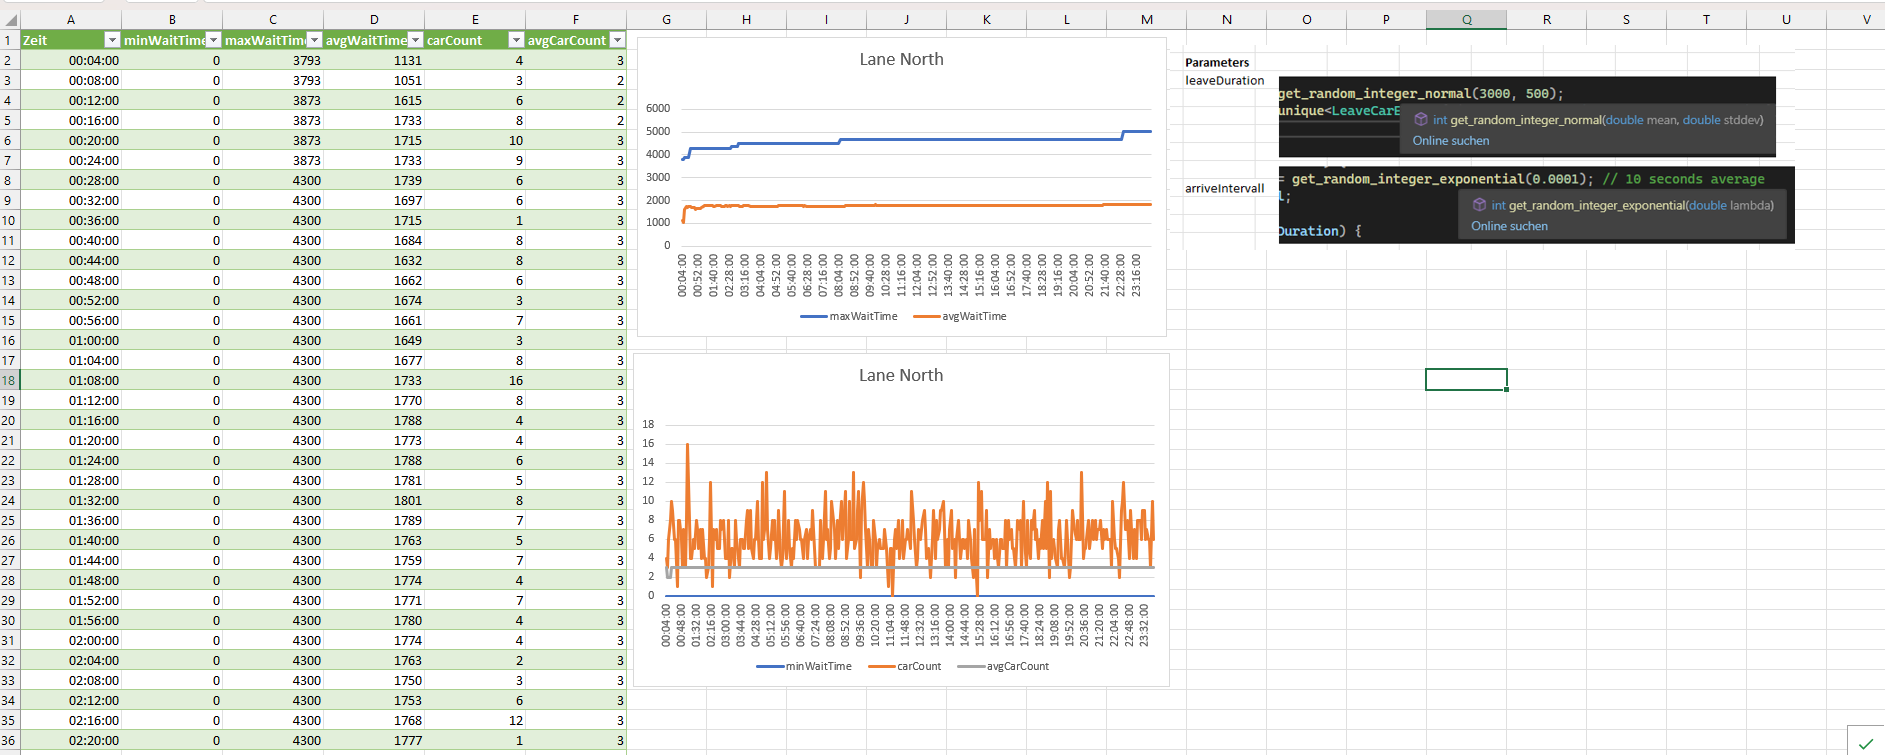 A B C D E F G H I J K L M N O P Q R S T U V
1 Zeit minWaitTime maxWaitTime avgWaitTime carCount avgCarCount
2 00:04:00 0 3793 1131 4 3
3 00:08:00 0 3793 1051 3 2
4 00:12:00 0 3873 1615 6 2
5 00:16:00 0 3873 1733 8 2
6 00:20:00 0 3873 1715 10 3
7 00:24:00 0 3873 1733 9 3
8 00:28:00 0 4300 1739 6 3
9 00:32:00 0 4300 1697 6 3
10 00:36:00 0 4300 1715 1 3
11 00:40:00 0 4300 1684 8 3
12 00:44:00 0 4300 1632 8 3
13 00:48:00 0 4300 1662 6 3
14 00:52:00 0 4300 1674 3 3
15 00:56:00 0 4300 1661 7 3
16 01:00:00 0 4300 1649 3 3
17 01:04:00 0 4300 1677 8 3
18 01:08:00 0 4300 1733 16 3
19 01:12:00 0 4300 1770 8 3
20 01:16:00 0 4300 1788 4 3
21 01:20:00 0 4300 1773 4 3
22 01:24:00 0 4300 1788 6 3
23 01:28:00 0 4300 1781 5 3
24 01:32:00 0 4300 1801 8 3
25 01:36:00 0 4300 1789 7 3
26 01:40:00 0 4300 1763 5 3
27 01:44:00 0 4300 1759 7 3
28 01:48:00 0 4300 1774 4 3
29 01:52:00 0 4300 1771 7 3
30 01:56:00 0 4300 1780 4 3
31 02:00:00 0 4300 1774 4 3
32 02:04:00 0 4300 1763 2 3
33 02:08:00 0 4300 1750 3 3
34 02:12:00 0 4300 1753 6 3
35 02:16:00 0 4300 1768 12 3
36 02:20:00 0 4300 1777 1 3
Lane North
6000
5000
4000
3000
2000
1000
0
00:04:00 00:52:00 01:40:00 02:28:00 03:16:00 04:04:00 04:52:00 05:40:00 06:28:00 07:16:00 08:04:00 08:52:00 09:40:00 10:28:00 11:16:00 12:04:00 12:52:00 13:40:00 14:28:00 15:16:00 16:04:00 16:52:00 17:40:00 18:28:00 19:16:00 20:04:00 20:52:00 21:40:00 22:28:00 23:16:00
maxWaitTime avgWaitTime
Lane North
18
16
14
12
10
8
6
4
2
0
00:04:00 00:48:00 01:32:00 02:16:00 03:00:00 03:44:00 04:28:00 05:12:00 05:56:00 06:40:00 07:24:00 08:08:00 08:52:00 09:36:00 10:20:00 11:04:00 11:48:00 12:32:00 13:16:00 14:00:00 14:44:00 15:28:00 16:12:00 16:56:00 17:40:00 18:24:00 19:08:00 19:52:00 20:36:00 21:20:00 22:04:00 22:48:00 23:32:00
minWaitTime carCount avgCarCount
Parameters
leaveDuration
get_random_integer_normal(3000, 500);
unique<LeaveCarE
int get_random_integer_normal(double mean, double stddev)
Online suchen
arriveIntervall
= get_random_integer_exponential(0.0001); // 10 seconds average
l;
int get_random_integer_exponential(double lambda)
Online suchen
Duration) {